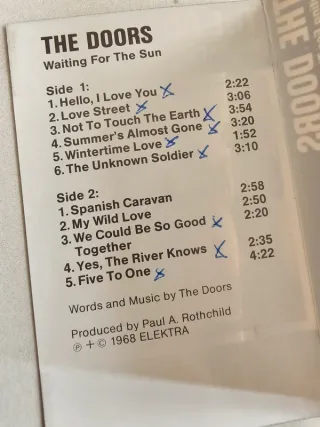 THE DOORS
Waiting For The Sun
Side 1:
1. Hello, I Love You 2:22
2. Love Street 3:06
3. Not To Touch The Earth 3:54
4. Summer's Almost Gone 3:20
5. Wintertime Love 1:52
6. The Unknown Soldier 3:10
Side 2:
1. Spanish Caravan 2:58
2. My Wild Love 2:50
3. We Could Be So Good 2:20
Together
4. Yes, The River Knows 2:35
5. Five To One 4:22
Words and Music by The Doors
Produced by Paul A. Rothchild
℗ + © 1968 ELEKTRA
THE DOORS